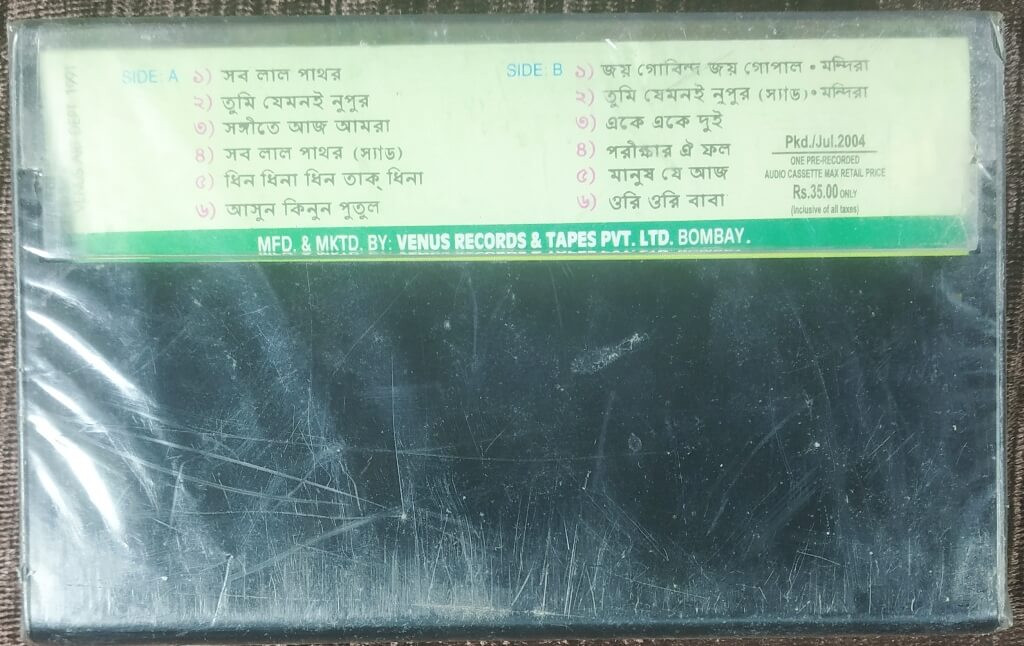 SIDE: A ১) সব লাল পাথর
২) তুমি যেমনই নুপুর
৩) সঙ্গীতে আজ আমরা
৪) সব লাল পাথর (স্যাড)
৫) ধিন ধিনা ধিন তাক্ ধিনা
৬) আসুন কিনুন পুতুল
SIDE: B ১) জয় গোবিন্দ জয় গোপাল • মন্দিরা
২) তুমি যেমনই নুপুর (স্যাড) • মন্দিরা
৩) একে একে দুই
৪) পরীক্ষার ঐ ফল
৫) মানুষ যে আজ
৬) ওরি ওরি বাবা
Pkd./Jul.2004
ONE PRE-RECORDED
AUDIO CASSETTE MAX RETAIL PRICE
Rs.35.00 ONLY
(Inclusive of all taxes)
MFD. & MKTD. BY: VENUS RECORDS & TAPES PVT. LTD. BOMBAY.